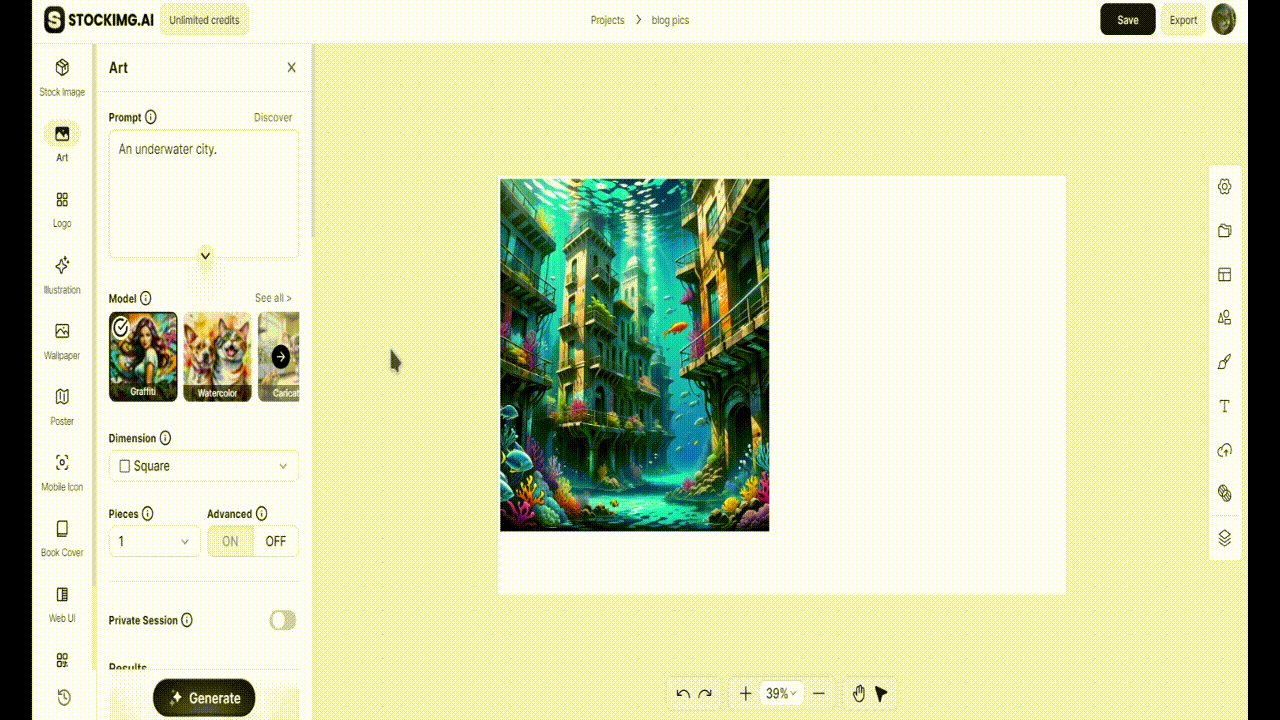 STOCKIMG.AI
Unlimited credits
Projects > blog pics
Save
Export
Stock Image
Art
Logo
Illustration
Wallpaper
Poster
Mobile Icon
Book Cover
Web UI
Art
Prompt
Discover
An underwater city.
Model
See all >
Graffiti
Watercolor
Caricat
Dimension
Square
Pieces
Advanced
1
ON
OFF
Private Session
Results
Generate
39%